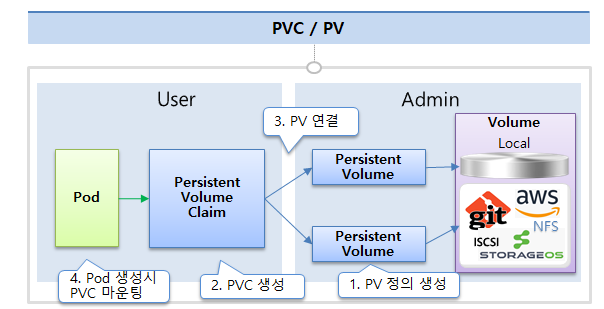 PVC / PV
User
Admin
3. PV 연결
Volume
Local
Pod
Persistent
Volume
Claim
Persistent
Volume
Persistent
Volume
git
aws
NFS
ISCSI
STORAGEOS
4. Pod 생성시
PVC 마운팅
2. PVC 생성
1. PV 정의 생성